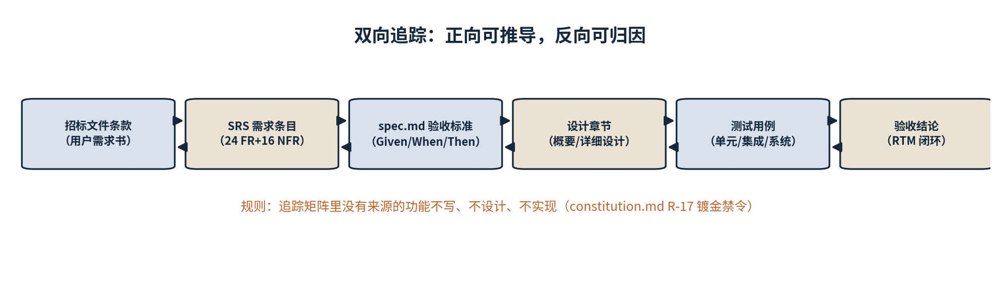 双向追踪：正向可推导，反向可归因
招标文件条款
（用户需求书）
SRS 需求条目
（24 FR+16 NFR）
spec.md 验收标准
（Given/When/Then）
设计章节
（概要/详细设计）
测试用例
（单元/集成/系统）
验收结论
（RTM 闭环）
规则：追踪矩阵里没有来源的功能不写、不设计、不实现（constitution.md R-17 镀金禁令）